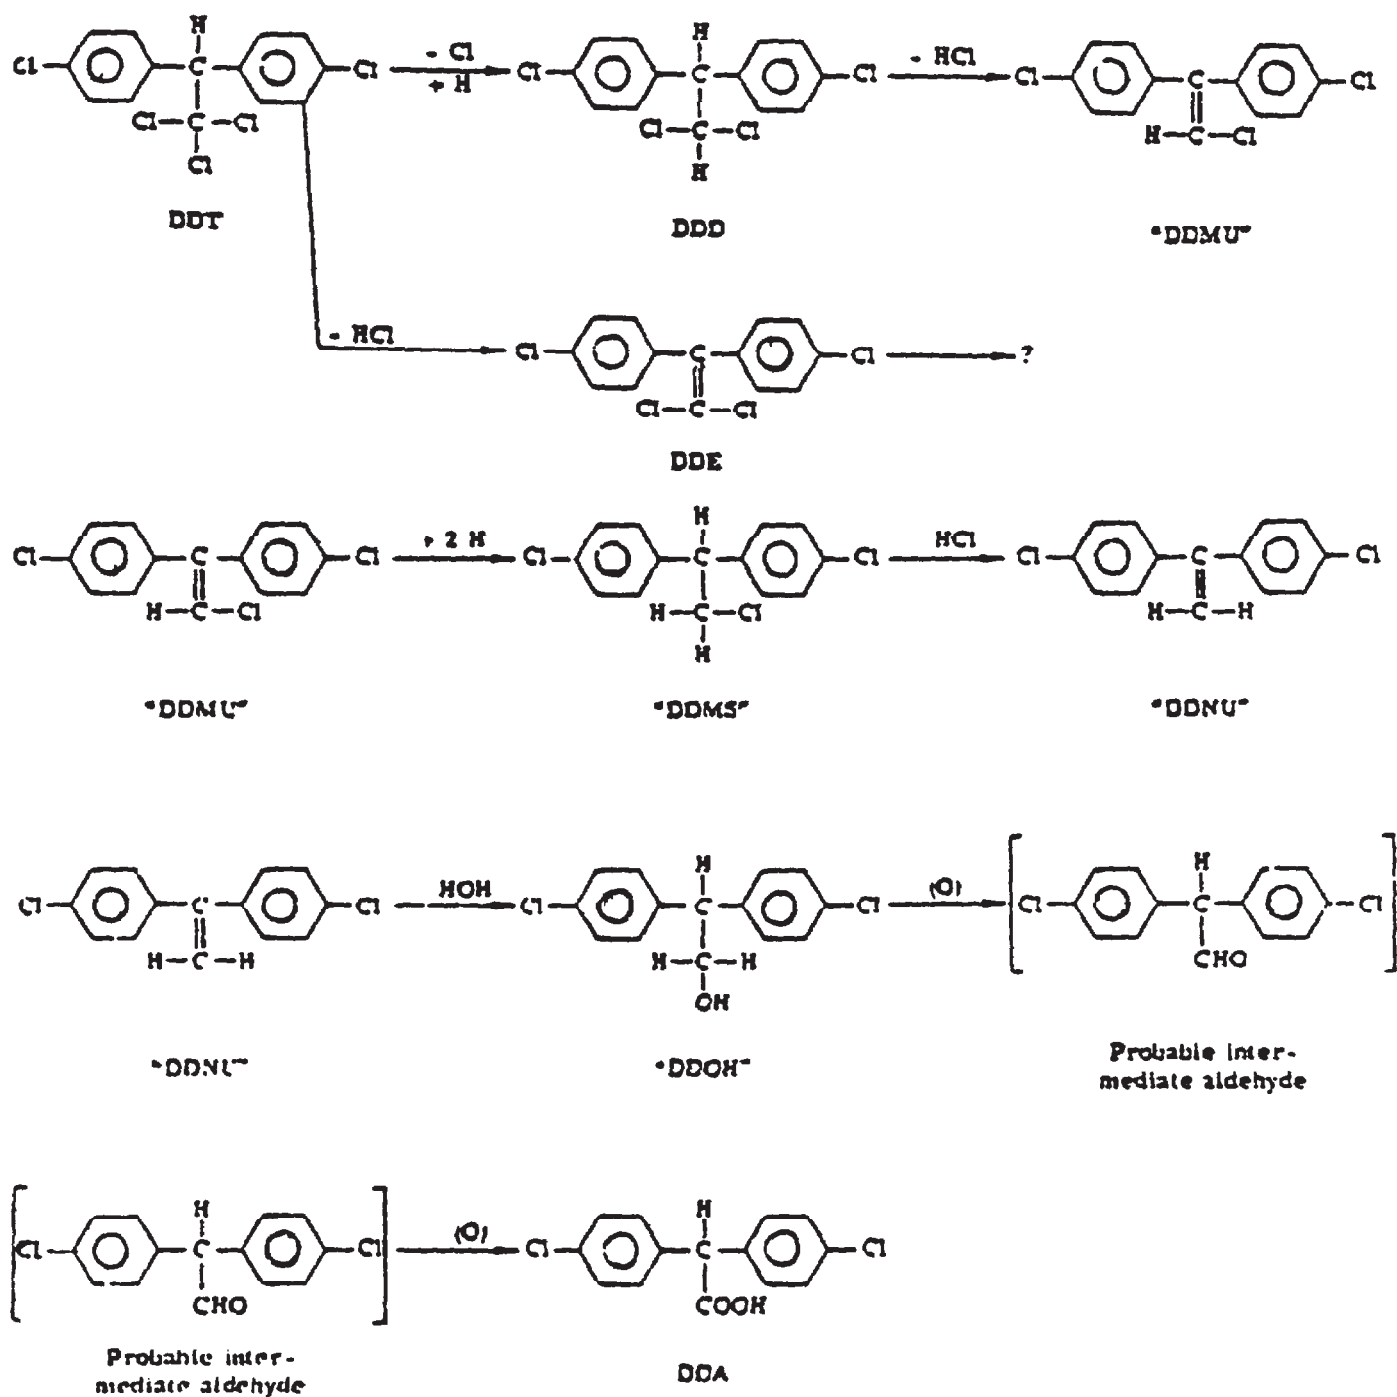 H H
Cl C Cl - Cl Cl C Cl - HCl Cl C Cl
+ H
Cl C Cl Cl C Cl H C Cl
Cl H
DDT DDD "DDMU"
- HCl Cl C Cl ?
Cl C Cl
DDE
H
Cl C Cl + 2 H Cl C Cl HCl Cl C Cl
H C Cl H C Cl H C H
H
"DDMU" "DDMS" "DDNU"
H H
Cl C Cl HOH Cl C Cl (O) Cl C Cl
H C H H C H CHO
OH
"DDNU" "DDOH" Probable inter-
mediate aldehyde
H H
Cl C Cl (O) Cl C Cl
CHO COOH
Probable inter-
mediate aldehyde
DDA